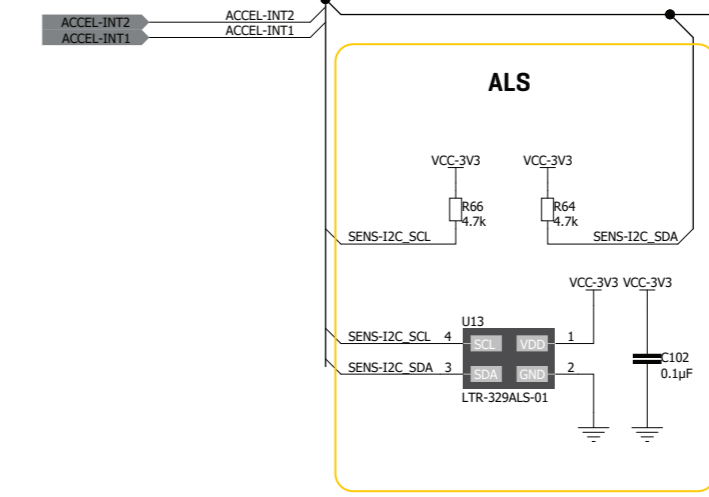 ACCEL-INT2 ACCEL-INT2
ACCEL-INT1 ACCEL-INT1
ALS
VCC-3V3 VCC-3V3
R66 R64
4.7k 4.7k
SENS-I2C_SCL SENS-I2C_SDA
VCC-3V3 VCC-3V3
U13
SENS-I2C_SCL 4 SCL VDD 1
C102
SENS-I2C_SDA 3 SDA GND 2 0.1µF
LTR-329ALS-01